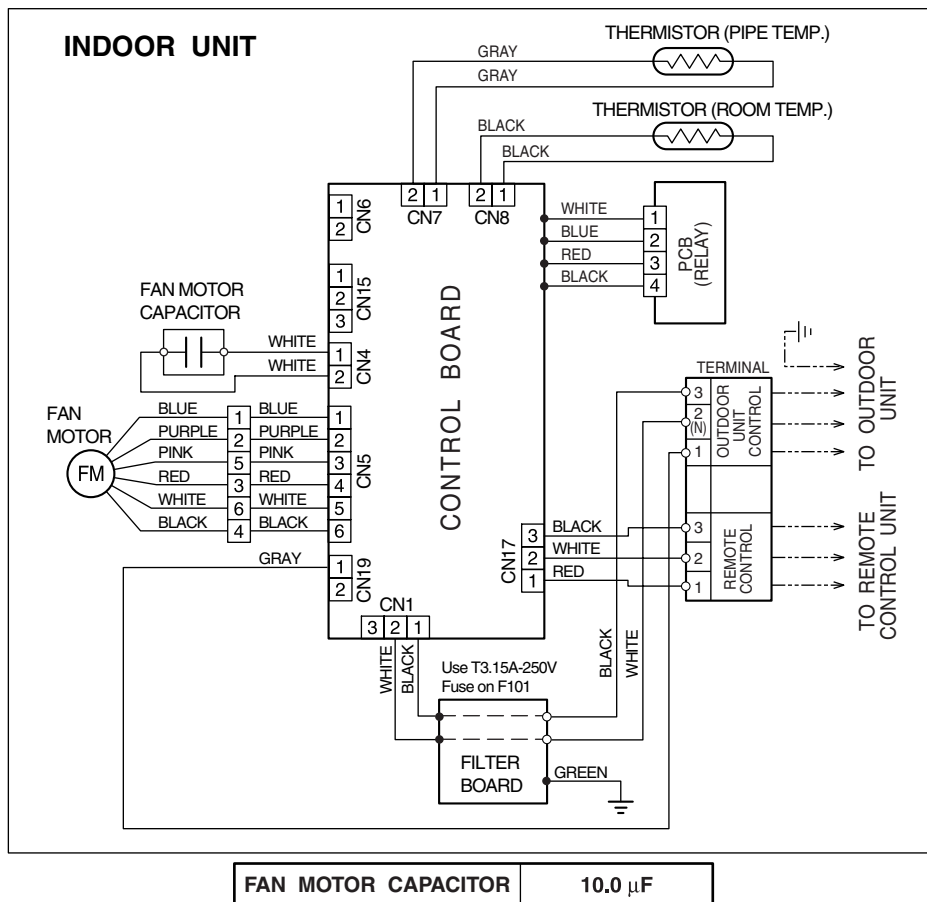 INDOOR UNIT
THERMISTOR (PIPE TEMP.)
GRAY
GRAY
THERMISTOR (ROOM TEMP.)
BLACK
BLACK
2 1
CN7
2 1
CN8
1
2
CN6
1
2
3
CN15
WHITE
BLUE
RED
BLACK
1
2
3
4
PCB
(RELAY)
CONTROL BOARD
FAN MOTOR
CAPACITOR
WHITE
WHITE
1
2
CN4
FAN
MOTOR
FM
BLUE 1 BLUE 1
PURPLE 2 PURPLE 2
PINK 5 PINK 3
RED 3 RED 4
WHITE 6 WHITE 5
BLACK 4 BLACK 6
CN5
GRAY
1
2
CN19
CN1
3 2 1
WHITE
BLACK
CN17
3 BLACK
2 WHITE
1 RED
TERMINAL
3
2
(N)
1
OUTDOOR
UNIT
CONTROL
TO OUTDOOR
UNIT
3
2
1
REMOTE
CONTROL
TO REMOTE
CONTROL UNIT
BLACK
WHITE
Use T3.15A-250V
Fuse on F101
FILTER
BOARD
GREEN
FAN MOTOR CAPACITOR 10.0 μF